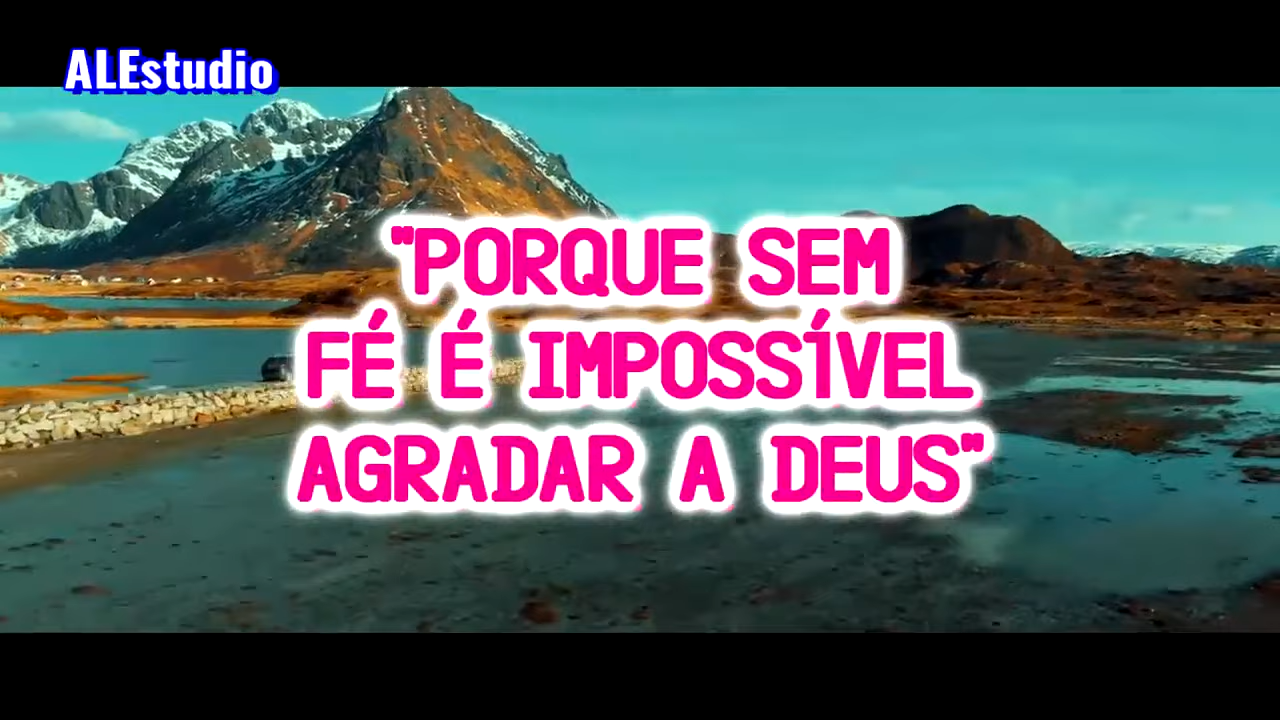 ALEstudio
"PORQUE SEM
FÉ É IMPOSSÍVEL
AGRADAR A DEUS"